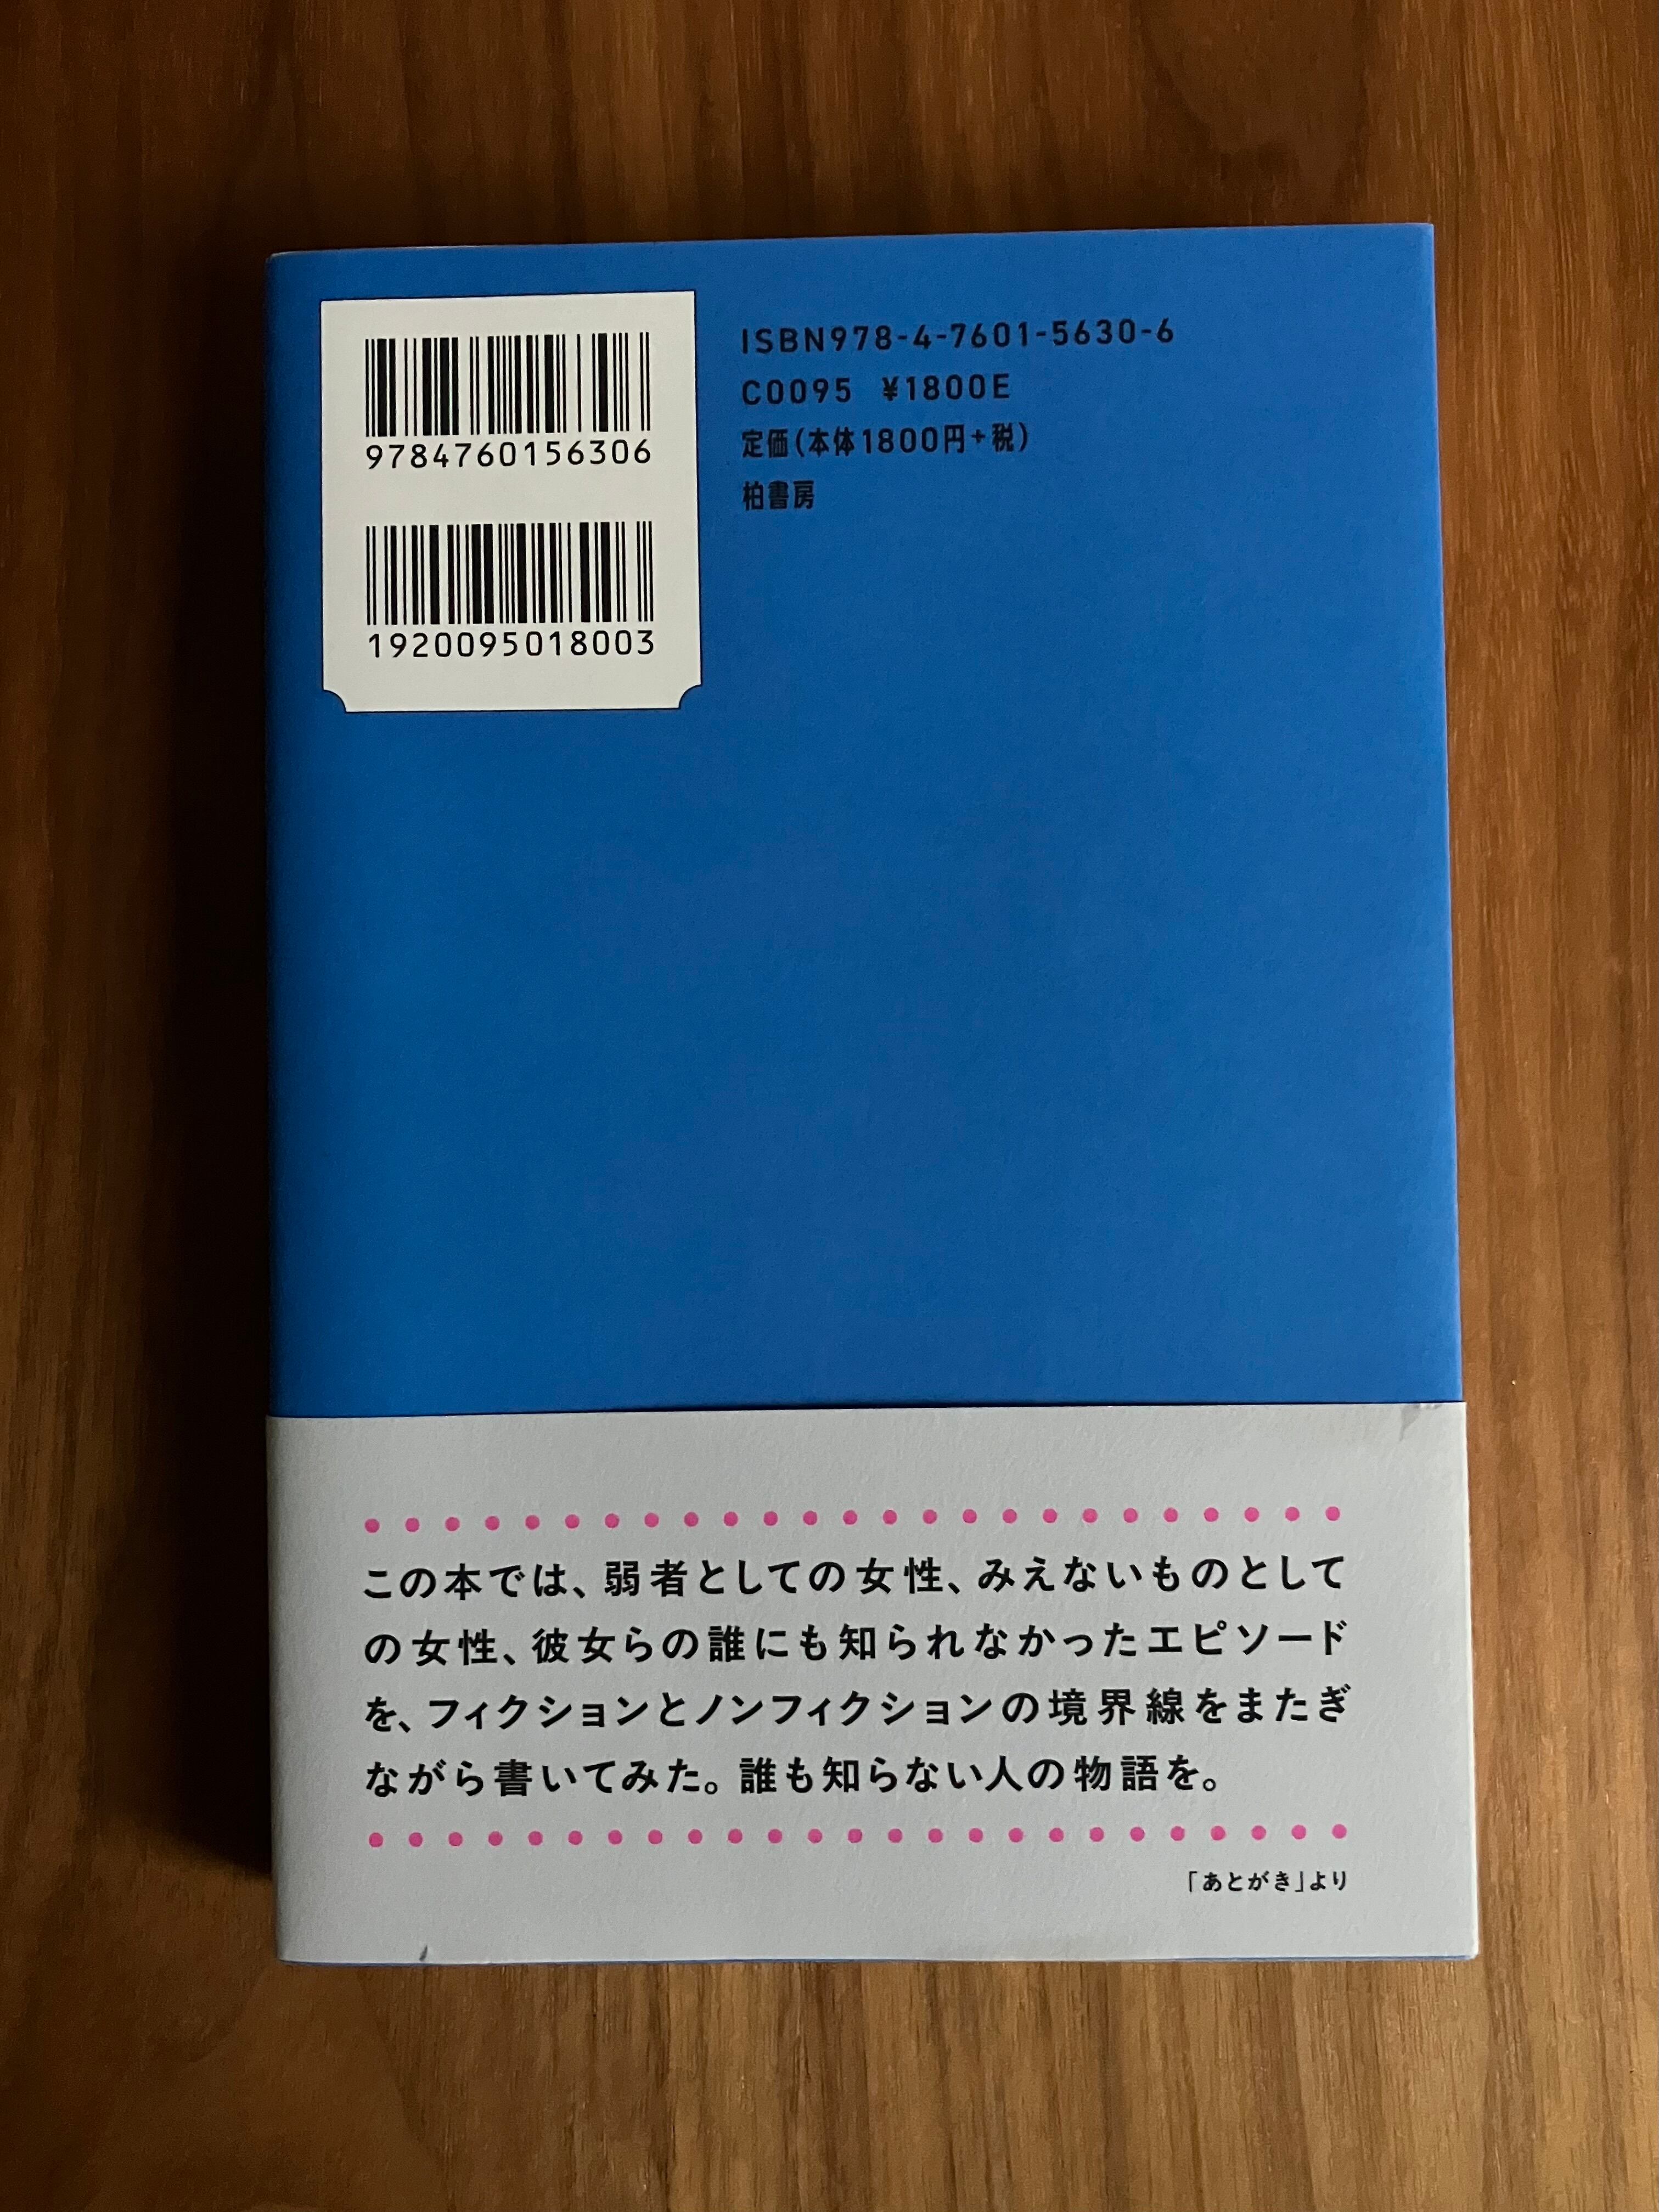 9784760156306
1920095018003
ISBN978-4-7601-5630-6
C0095 ¥1800E
定価(本体1800円+税)
柏書房
この本では、弱者としての女性、みえないものとして
の女性、彼女らの誰にも知られなかったエピソード
を、フィクションとノンフィクションの境界線をまたぎ
ながら書いてみた。誰も知らない人の物語を。
「あとがき」より